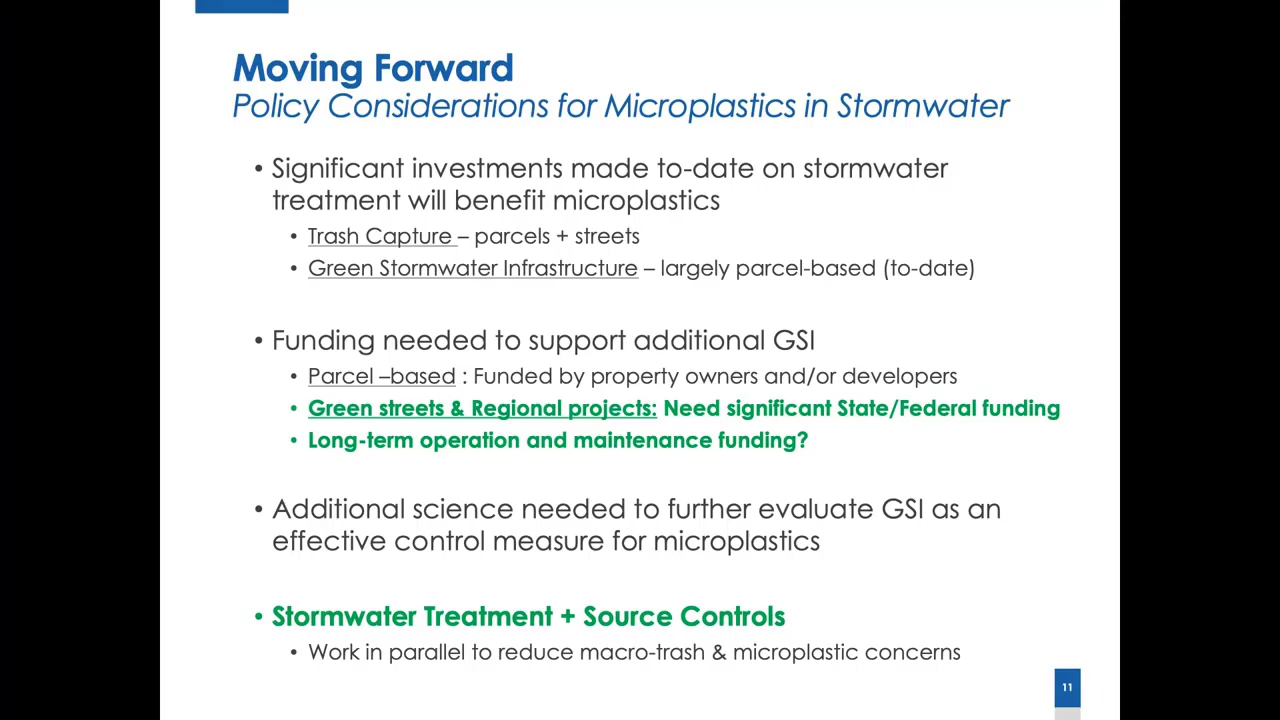 Moving Forward
Policy Considerations for Microplastics in Stormwater
• Significant investments made to-date on stormwater
treatment will benefit microplastics
• Trash Capture – parcels + streets
• Green Stormwater Infrastructure – largely parcel-based (to-date)
• Funding needed to support additional GSI
• Parcel –based : Funded by property owners and/or developers
• Green streets & Regional projects: Need significant State/Federal funding
• Long-term operation and maintenance funding?
• Additional science needed to further evaluate GSI as an
effective control measure for microplastics
• Stormwater Treatment + Source Controls
• Work in parallel to reduce macro-trash & microplastic concerns
11